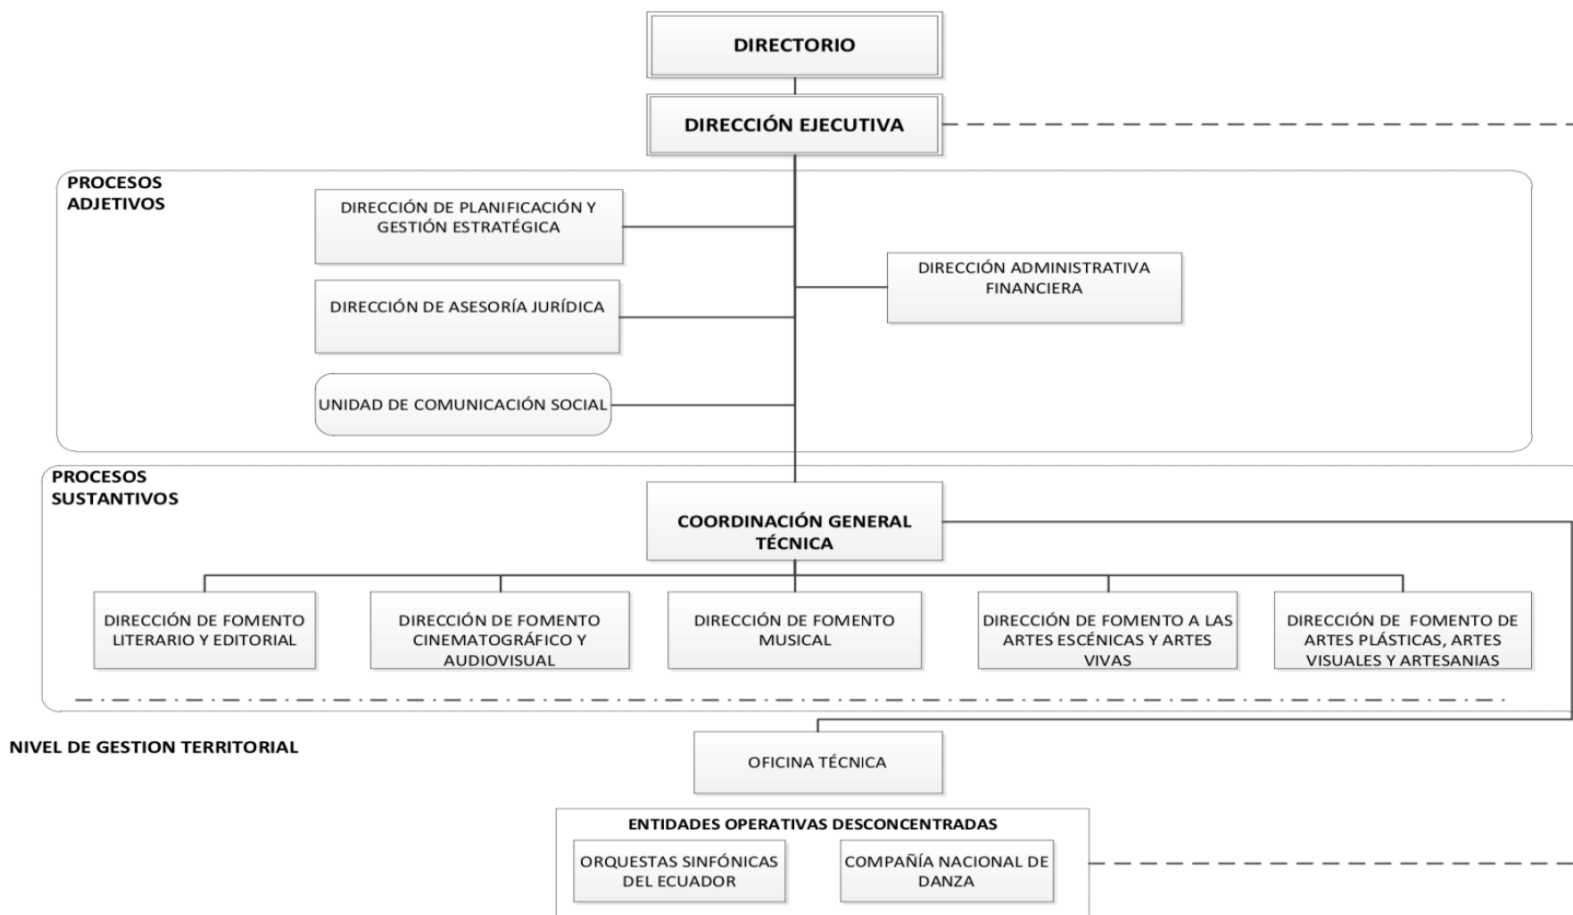 DIRECTORIO
DIRECCIÓN EJECUTIVA
PROCESOS
ADJETIVOS
DIRECCIÓN DE PLANIFICACIÓN Y
GESTIÓN ESTRATÉGICA
DIRECCIÓN ADMINISTRATIVA
FINANCIERA
DIRECCIÓN DE ASESORÍA JURÍDICA
UNIDAD DE COMUNICACIÓN SOCIAL
PROCESOS
SUSTANTIVOS
COORDINACIÓN GENERAL
TÉCNICA
DIRECCIÓN DE FOMENTO
LITERARIO Y EDITORIAL
DIRECCIÓN DE FOMENTO
CINEMATOGRÁFICO Y
AUDIOVISUAL
DIRECCIÓN DE FOMENTO
MUSICAL
DIRECCIÓN DE FOMENTO A LAS
ARTES ESCÉNICAS Y ARTES
VIVAS
DIRECCIÓN DE FOMENTO DE
ARTES PLÁSTICAS, ARTES
VISUALES Y ARTESANIAS
NIVEL DE GESTION TERRITORIAL
OFICINA TÉCNICA
ENTIDADES OPERATIVAS DESCONCENTRADAS
ORQUESTAS SINFÓNICAS
DEL ECUADOR
COMPAÑÍA NACIONAL DE
DANZA